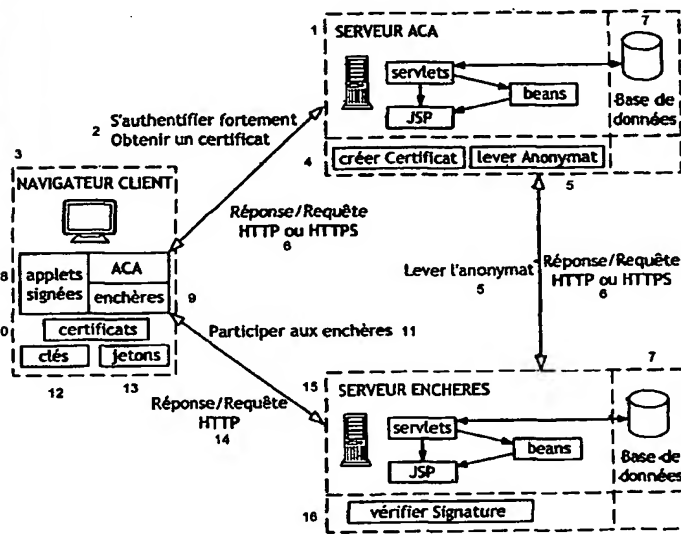 1 SERVEUR ACA
7
servlets
beans
JSP
Base de
données
2 S'authentifier fortement
Obtenir un certificat
4 créer Certificat lever Anonymat
5
3
NAVIGATEUR CLIENT
Réponse/Requête
HTTP ou HTTPS
6
8 applets
signées
ACA
enchères 9
0 certificats
clés jetons
12 13
Lever l'anonymat
5
Réponse/Requête
HTTP ou HTTPS
6
Participer aux enchères 11
Réponse/Requête
HTTP
14
15 SERVEUR ENCHERES
7
servlets
beans
JSP
Base de
données
16 vérifier Signature